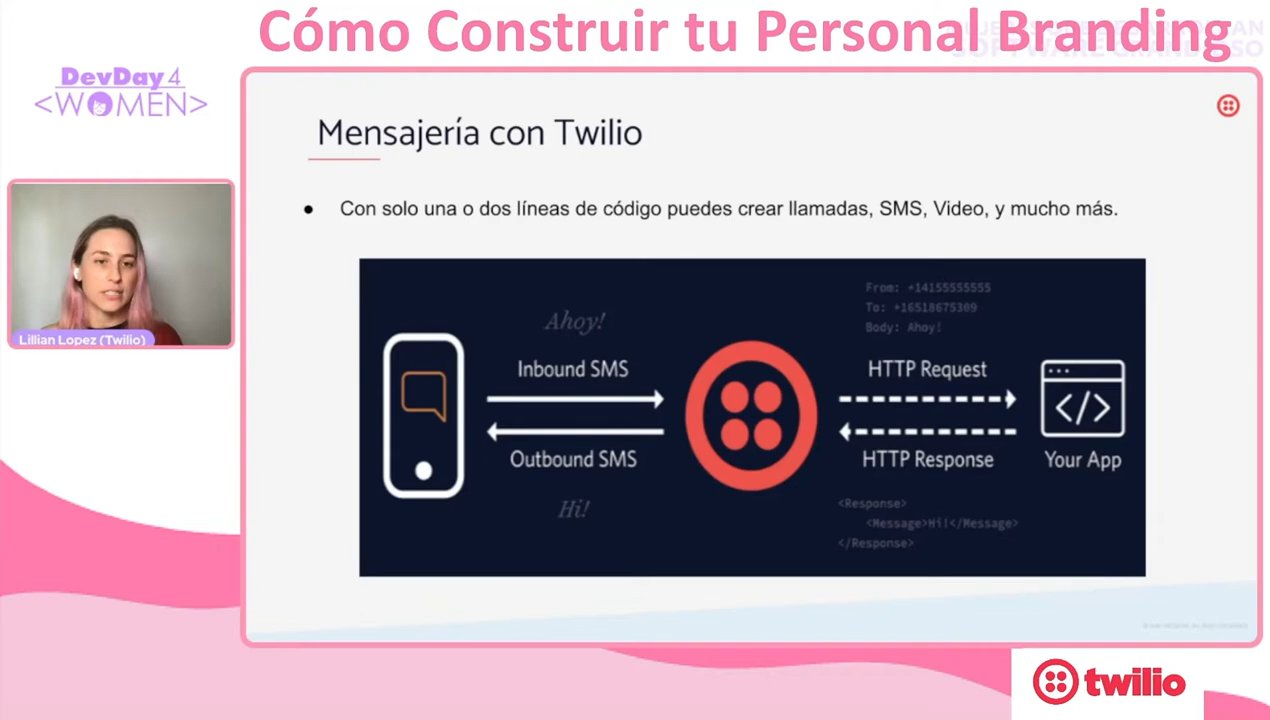 Cómo Construir tu Personal Branding
DevDay 4
<WOMEN>
Mensajería con Twilio
● Con solo una o dos líneas de código puedes crear llamadas, SMS, Video, y mucho más.
From: +14155555555
To: +16518675309
Body: Ahoy!
Ahoy!
Inbound SMS
HTTP Request
</>
Outbound SMS
HTTP Response
Your App
Hi!
<Response>
<Message>Hi!</Message>
</Response>
Lillian Lopez (Twilio)
twilio